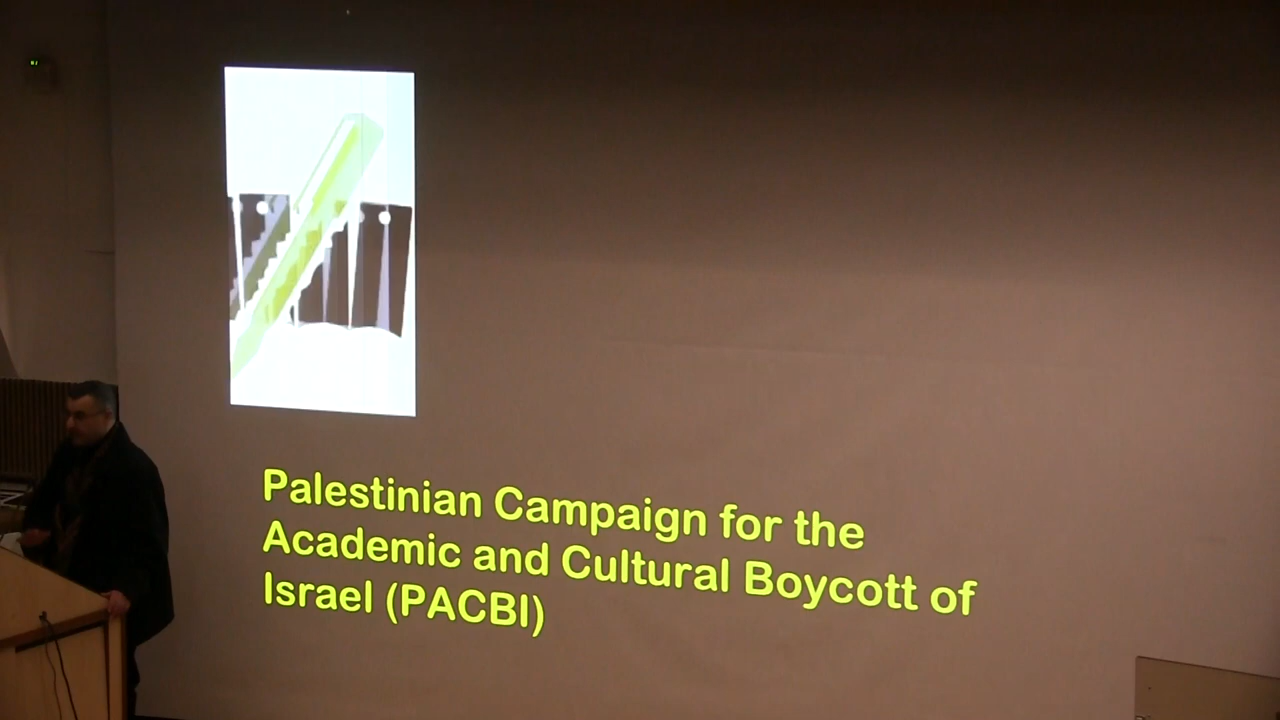 Palestinian Campaign for the
Academic and Cultural Boycott of
Israel (PACBI)